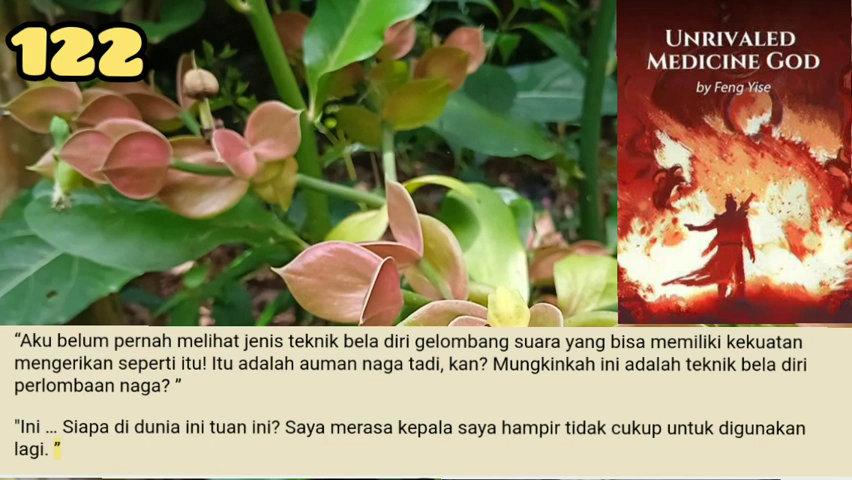 122
UNRIVALED
MEDICINE GOD
by Feng Yise
“Aku belum pernah melihat jenis teknik bela diri gelombang suara yang bisa memiliki kekuatan
mengerikan seperti itu! Itu adalah auman naga tadi, kan? Mungkinkah ini adalah teknik bela diri
perlombaan naga? ”
"Ini … Siapa di dunia ini tuan ini? Saya merasa kepala saya hampir tidak cukup untuk digunakan
lagi. ”